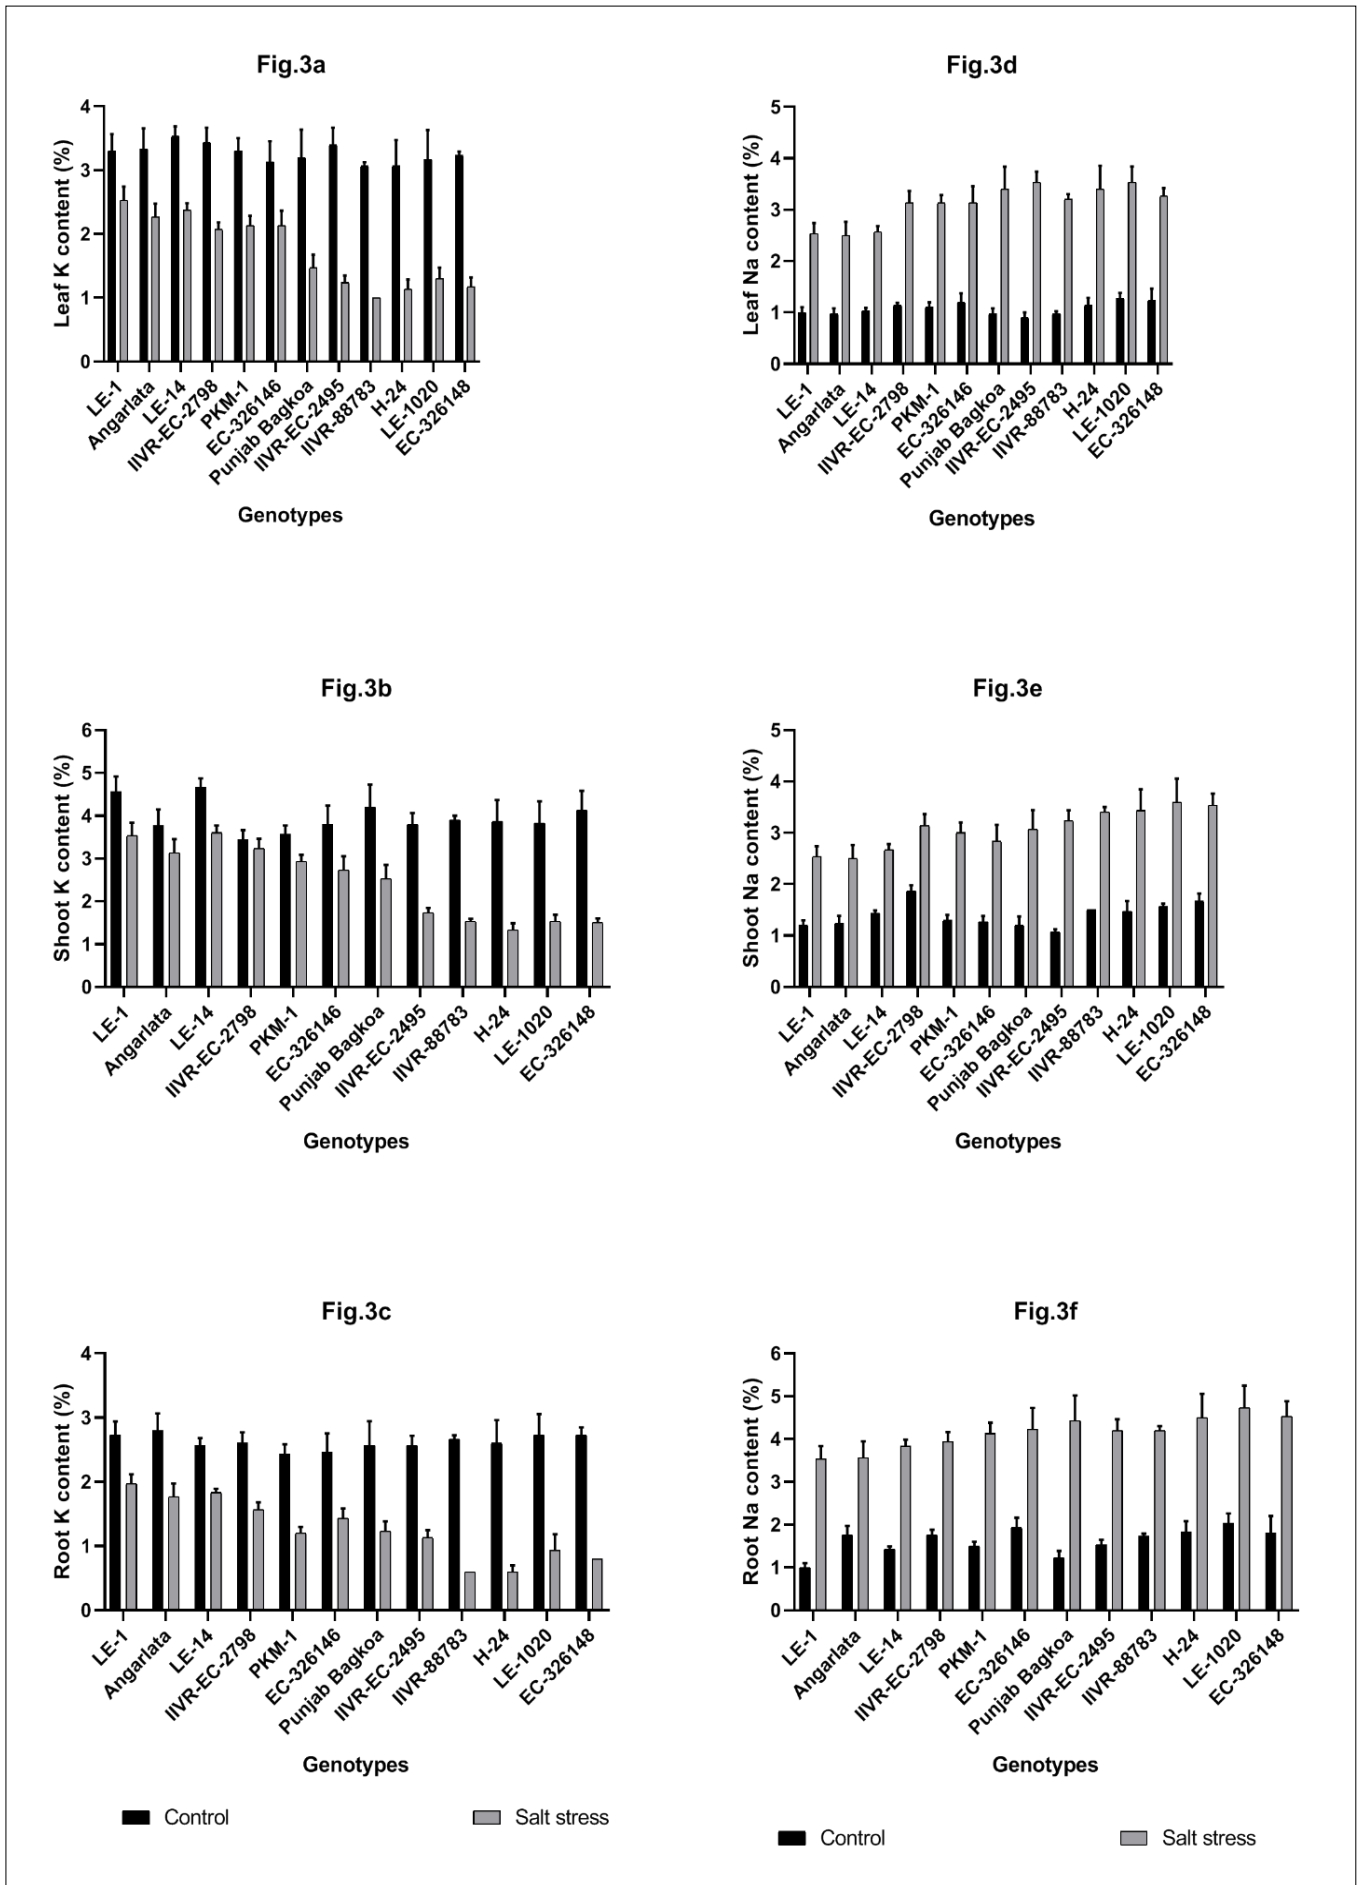 Fig.3a
Leaf K content (%)
4
3
2
1
0
LE-1
Angarlata
LE-14
IIVR-EC-2798
PKM-1
EC-326146
Punjab Bagkoa
IIVR-EC-2495
IIVR-88783
H-24
LE-1020
EC-326148
Genotypes
Fig.3d
Leaf Na content (%)
5
4
3
2
1
0
LE-1
Angarlata
LE-14
IIVR-EC-2798
PKM-1
EC-326146
Punjab Bagkoa
IIVR-EC-2495
IIVR-88783
H-24
LE-1020
EC-326148
Genotypes
Fig.3b
Shoot K content (%)
6
5
4
3
2
1
0
LE-1
Angarlata
LE-14
IIVR-EC-2798
PKM-1
EC-326146
Punjab Bagkoa
IIVR-EC-2495
IIVR-88783
H-24
LE-1020
EC-326148
Genotypes
Fig.3e
Shoot Na content (%)
5
4
3
2
1
0
LE-1
Angarlata
LE-14
IIVR-EC-2798
PKM-1
EC-326146
Punjab Bagkoa
IIVR-EC-2495
IIVR-88783
H-24
LE-1020
EC-326148
Genotypes
Fig.3c
Root K content (%)
4
3
2
1
0
LE-1
Angarlata
LE-14
IIVR-EC-2798
PKM-1
EC-326146
Punjab Bagkoa
IIVR-EC-2495
IIVR-88783
H-24
LE-1020
EC-326148
Genotypes
Control
Salt stress
Fig.3f
Root Na content (%)
6
5
4
3
2
1
0
LE-1
Angarlata
LE-14
IIVR-EC-2798
PKM-1
EC-326146
Punjab Bagkoa
IIVR-EC-2495
IIVR-88783
H-24
LE-1020
EC-326148
Genotypes
Control
Salt stress